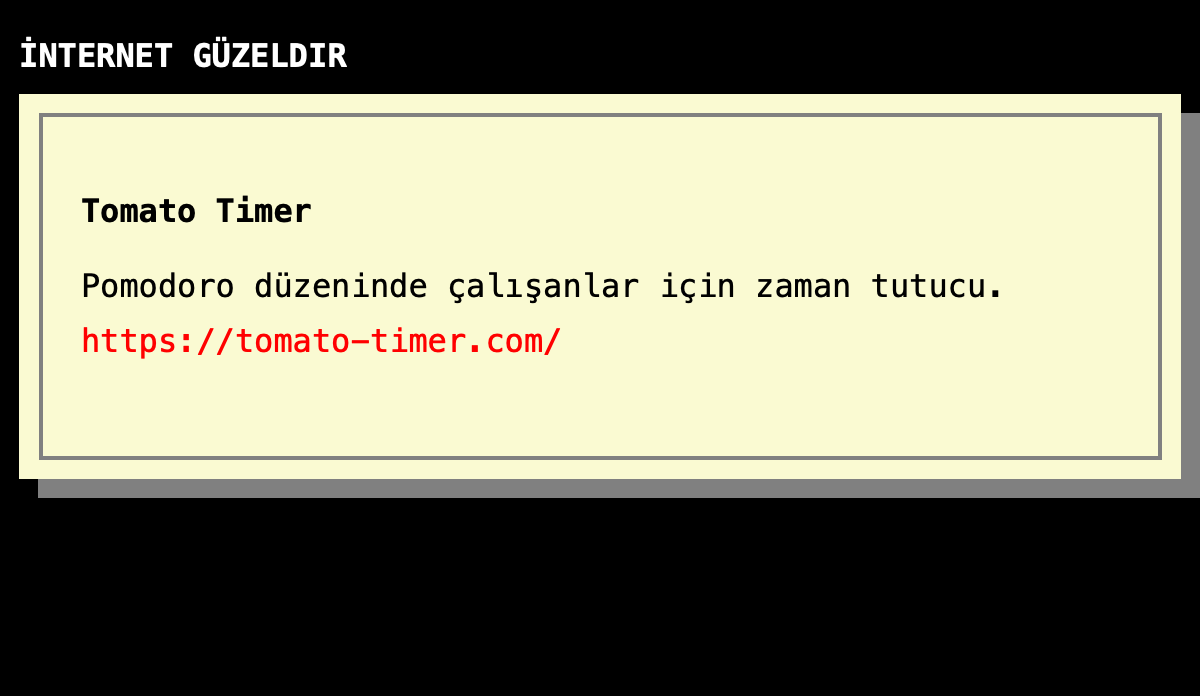 İNTERNET GÜZELDIR
Tomato Timer
Pomodoro düzeninde çalışanlar için zaman tutucu.
https://tomato-timer.com/